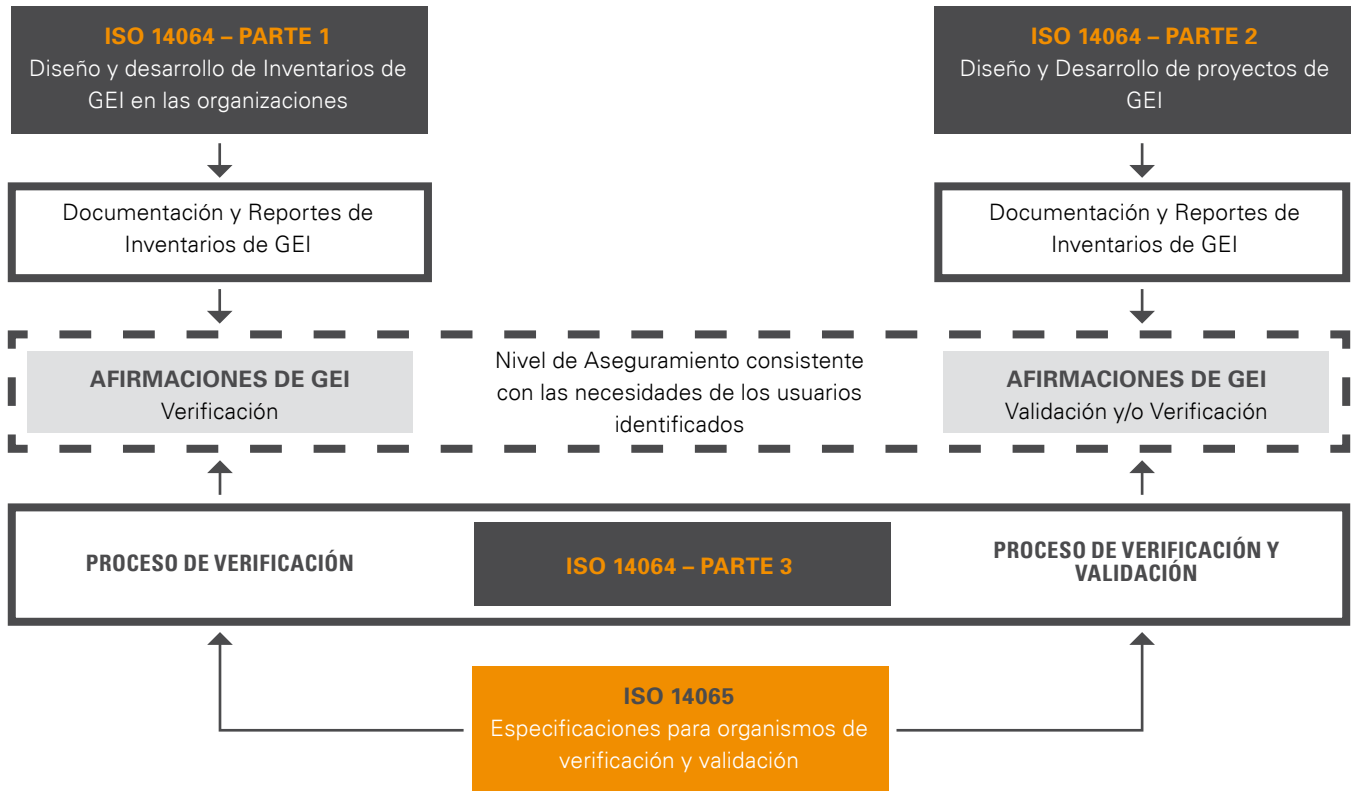 ISO 14064 – PARTE 1
Diseño y desarrollo de Inventarios de
GEI en las organizaciones
ISO 14064 – PARTE 2
Diseño y Desarrollo de proyectos de
GEI
Documentación y Reportes de
Inventarios de GEI
Documentación y Reportes de
Inventarios de GEI
AFIRMACIONES DE GEI
Verificación
Nivel de Aseguramiento consistente
con las necesidades de los usuarios
identificados
AFIRMACIONES DE GEI
Validación y/o Verificación
PROCESO DE VERIFICACIÓN
ISO 14064 – PARTE 3
PROCESO DE VERIFICACIÓN Y
VALIDACIÓN
ISO 14065
Especificaciones para organismos de
verificación y validación